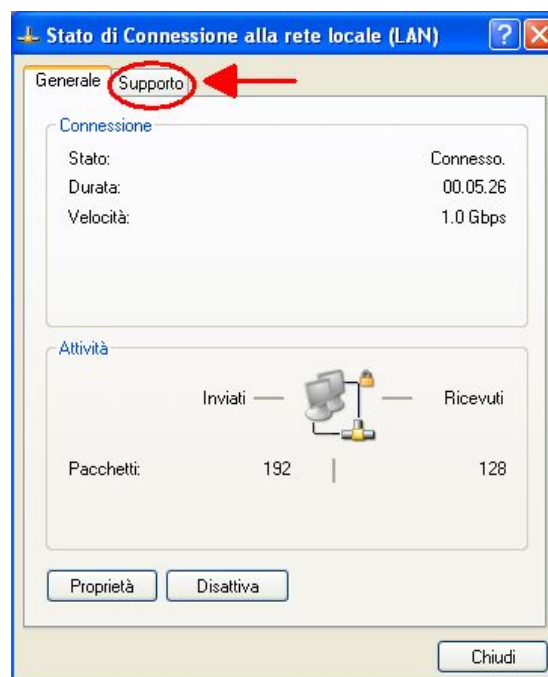 Stato di Connessione alla rete locale (LAN) ? X
Generale Supporto
Connessione
Stato: Connesso.
Durata: 00.05.26
Velocità: 1.0 Gbps
Attività
Inviati Ricevuti
Pacchetti: 192 128
Proprietà Disattiva
Chiudi